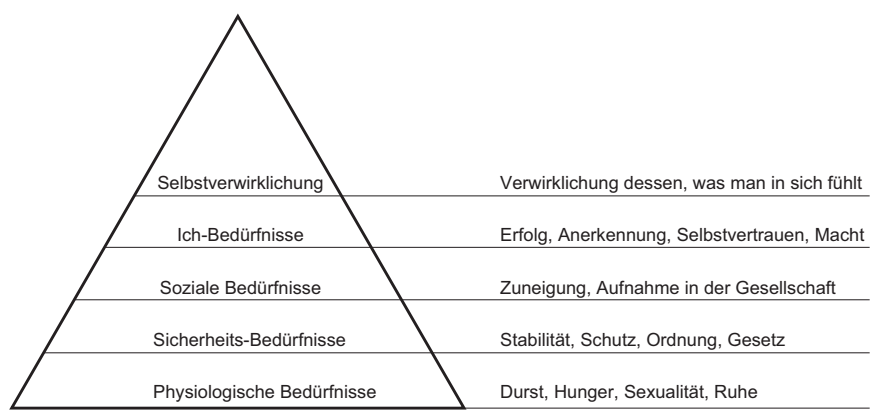 Selbstverwirklichung Verwirklichung dessen, was man in sich fühlt
Ich-Bedürfnisse Erfolg, Anerkennung, Selbstvertrauen, Macht
Soziale Bedürfnisse Zuneigung, Aufnahme in der Gesellschaft
Sicherheits-Bedürfnisse Stabilität, Schutz, Ordnung, Gesetz
Physiologische Bedürfnisse Durst, Hunger, Sexualität, Ruhe